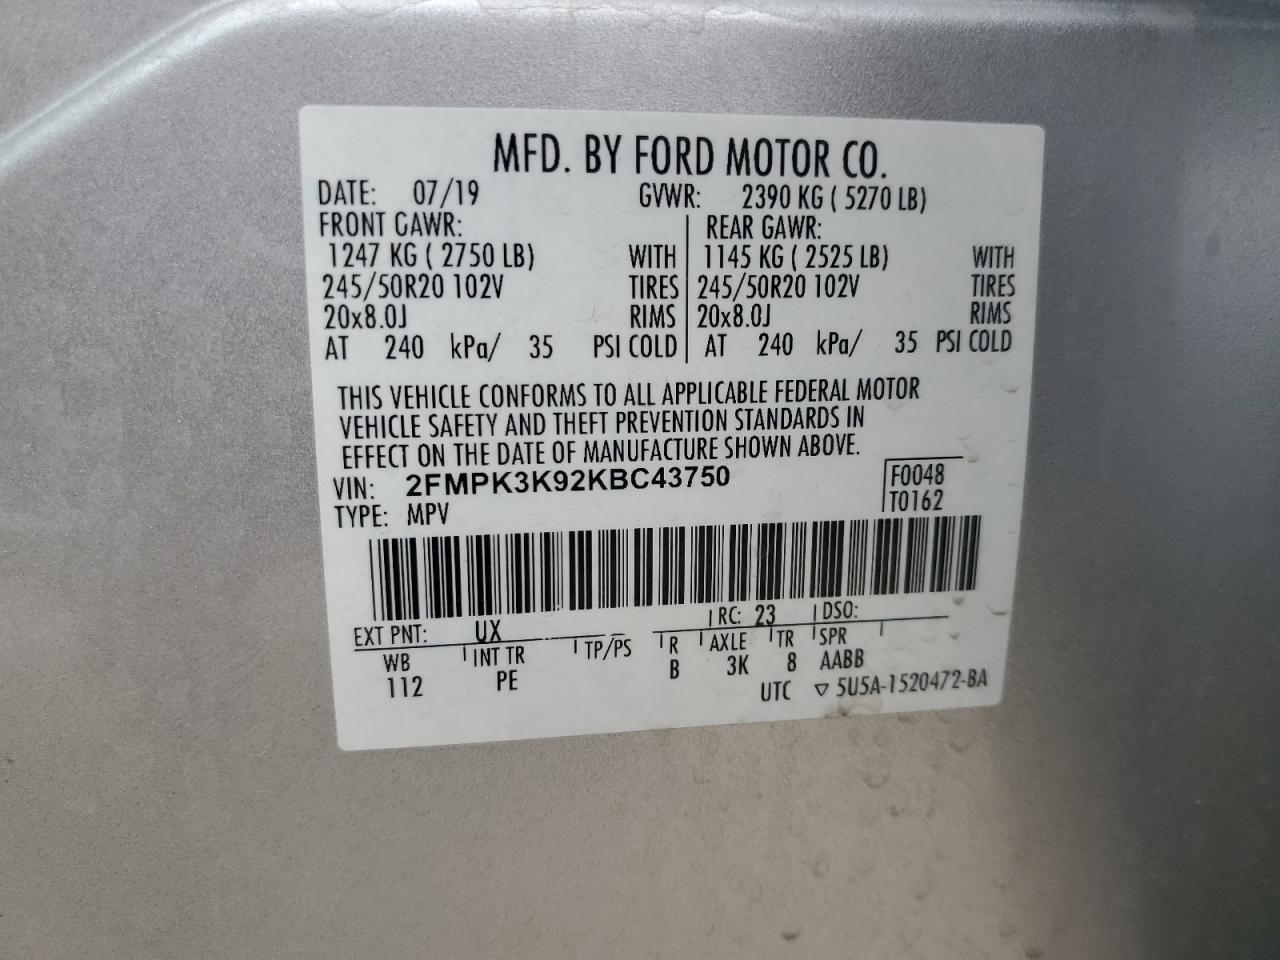 MFD. BY FORD MOTOR CO.
DATE: 07/19 GVWR: 2390 KG ( 5270 LB)
FRONT GAWR: REAR GAWR:
1247 KG ( 2750 LB) WITH 1145 KG ( 2525 LB) WITH
245/50R20 102V TIRES 245/50R20 102V TIRES
20x8.0J RIMS 20x8.0J RIMS
AT 240 kPa/ 35 PSI COLD AT 240 kPa/ 35 PSI COLD
THIS VEHICLE CONFORMS TO ALL APPLICABLE FEDERAL MOTOR
VEHICLE SAFETY AND THEFT PREVENTION STANDARDS IN
EFFECT ON THE DATE OF MANUFACTURE SHOWN ABOVE.
VIN: 2FMPK3K92KBC43750 F0048
TYPE: MPV T0162
EXT PNT: UX RC: 23 DSO:
WB INT TR TP/PS R AXLE TR SPR
112 PE B 3K 8 AABB
UTC ▽ 5U5A-1520472-BA